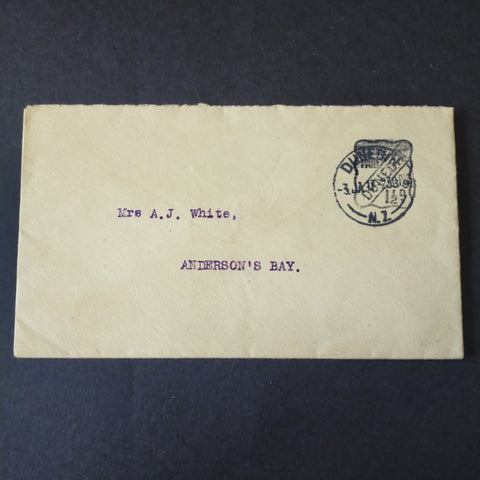 DUNEDIN
N.Z.
Mrs A.J. White,
ANDERSON'S BAY.